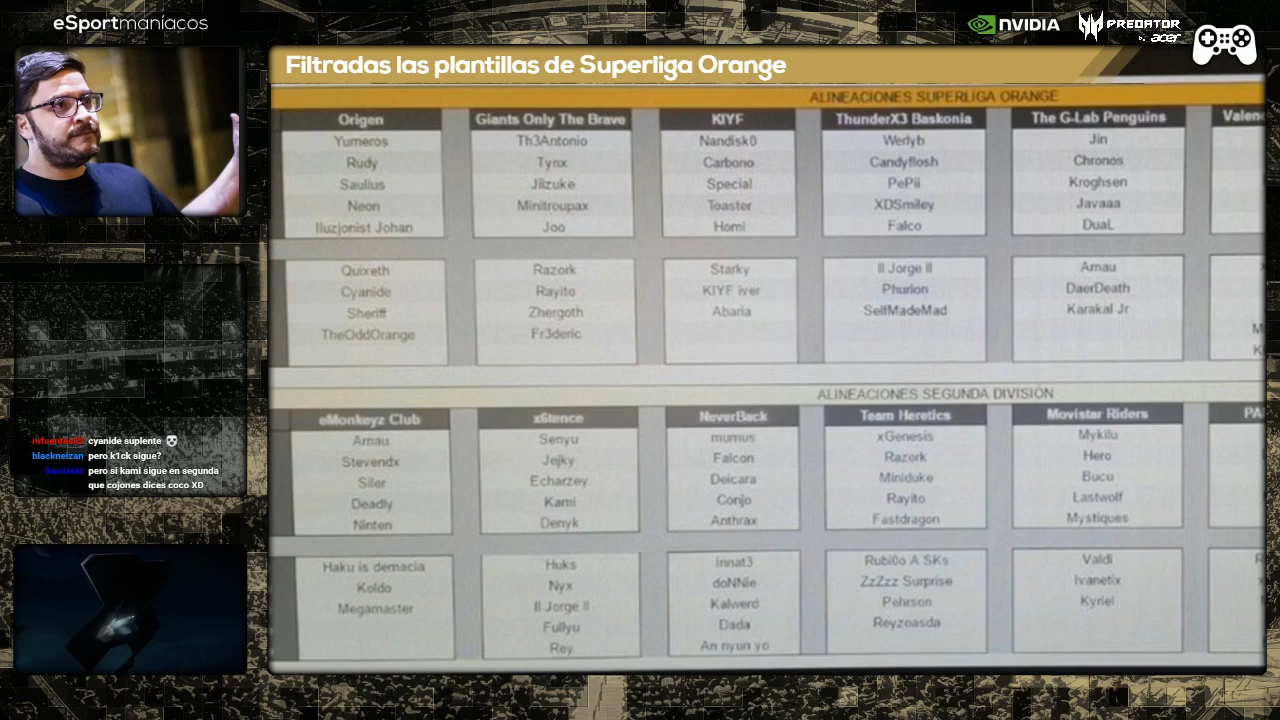 eSportmaníacos
NVIDIA
PREDATOR
acer
Filtradas las plantillas de Superliga Orange
ALINEACIONES SUPERLIGA ORANGE
Origen
Yumeros
Rudy
Saulius
Neon
Iluzjonist Johan
Quixeth
Cyanide
Sheriff
TheOddOrange
Giants Only The Brave
Th3Antonio
Tynx
Jiizuke
Minitroupax
Joo
Razork
Rayito
Zhergoth
Fr3deric
KIYF
Nandisk0
Carbono
Special
Toaster
Homi
Starky
KIYF iver
Abaria
ThunderX3 Baskonia
Werlyb
Candyflosh
PePii
XDSmiley
Falco
II Jorge II
Phurion
SelfMadeMad
The G-Lab Penguins
Jin
Chronos
Kroghsen
Javaaa
DuaL
Arnau
DaerDeath
Karakal Jr
Valen
ALINEACIONES SEGUNDA DIVISIÓN
eMonkeyz Club
Arnau
Stevendx
Siler
Deadly
Ninten
Haku is demacia
Koldo
Megamaster
x6tence
Senyu
Jejky
Echarzey
Kami
Denyk
Huks
Nyx
II Jorge II
Fullyu
Rey
NeverBack
mumus
Falcon
Deicara
Conjo
Anthrax
innat3
doNNie
Kalwerd
Dada
An nyun yo
Team Heretics
xGenesis
Razork
Miniduke
Rayito
Fastdragon
Rubi0o A SKs
ZzZzz Surprise
Pehrson
Reyzoasda
Movistar Riders
Mykilu
Hero
Bucu
Lastwolf
Mystiques
Valdi
Ivanetix
Kyriel
PA
cyanide suplente
blackneizan pero k1ck sigue?
pero si kami sigue en segunda
que cojones dices coco XD